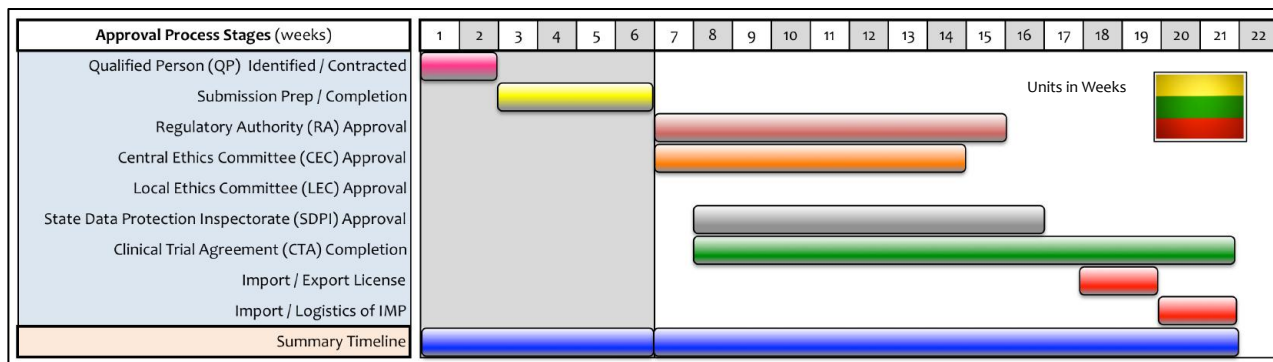 Approval Process Stages (weeks) 1 2 3 4 5 6 7 8 9 10 11 12 13 14 15 16 17 18 19 20 21 22
Qualified Person (QP) Identified / Contracted
Submission Prep / Completion
Units in Weeks
Regulatory Authority (RA) Approval
Central Ethics Committee (CEC) Approval
Local Ethics Committee (LEC) Approval
State Data Protection Inspectorate (SDPI) Approval
Clinical Trial Agreement (CTA) Completion
Import / Export License
Import / Logistics of IMP
Summary Timeline